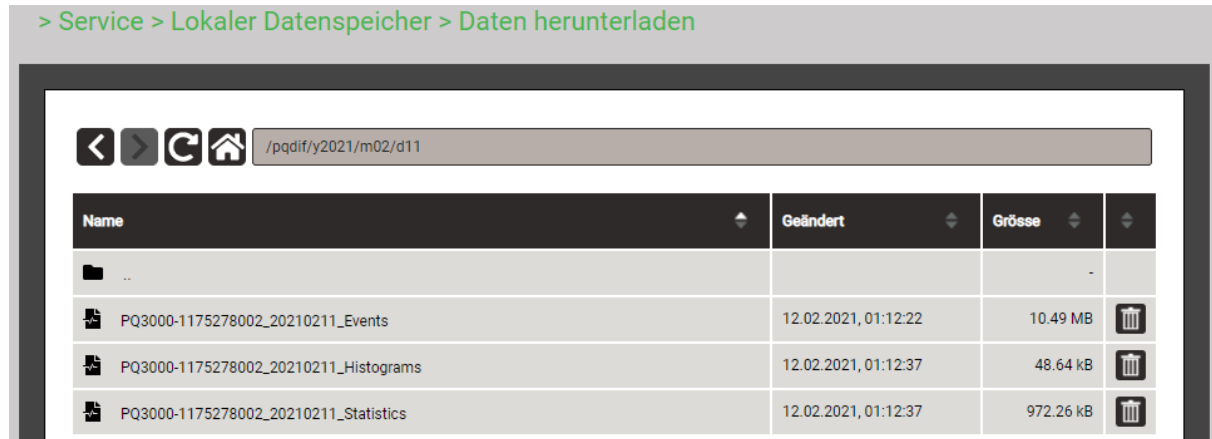 > Service > Lokaler Datenspeicher > Daten herunterladen
/pqdif/y2021/m02/d11
Name Geändert Grösse
.. -
PQ3000-1175278002_20210211_Events 12.02.2021, 01:12:22 10.49 MB
PQ3000-1175278002_20210211_Histograms 12.02.2021, 01:12:37 48.64 kB
PQ3000-1175278002_20210211_Statistics 12.02.2021, 01:12:37 972.26 kB